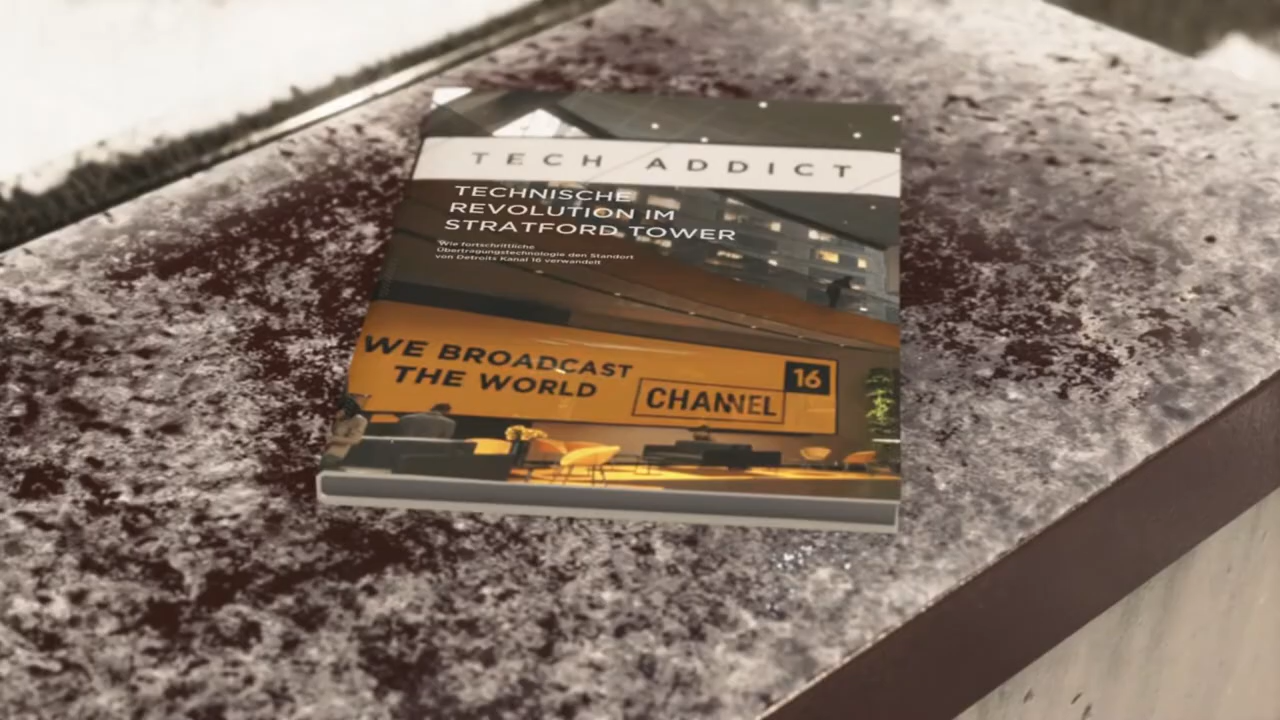 TECH ADDICT
TECHNISCHE
REVOLUTION IM
STRATFORD TOWER
Wie fortschrittliche
Übertragungstechnologie den Standort
von Detroits Kanal 16 verwandelt
WE BROADCAST
THE WORLD
CHANNEL
16